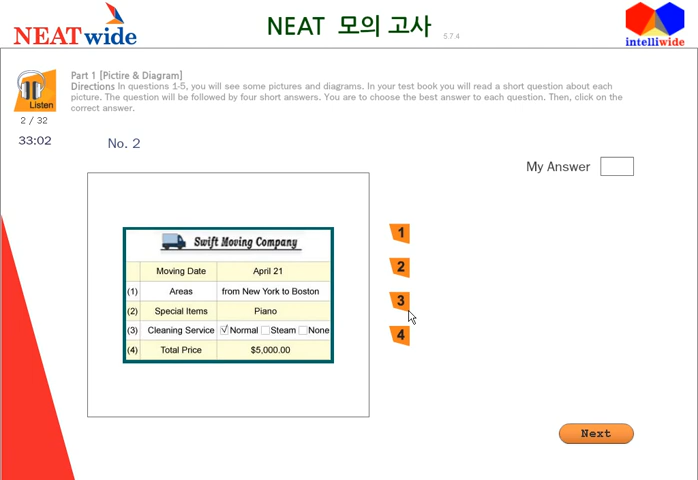 NEATwide
NEAT 모의 고사
5.7.4
intelliwide
Part 1 [Pictire & Diagram]
Directions In questions 1-5, you will see some pictures and diagrams. In your test book you will read a short question about each
picture. The question will be followed by four short answers. You are to choose the best answer to each question. Then, click on the
correct answer.
Listen
2 / 32
33:02
No. 2
My Answer
Swift Moving Company
Moving Date April 21
(1) Areas from New York to Boston
(2) Special Items Piano
(3) Cleaning Service Normal Steam None
(4) Total Price $5,000.00
1
2
3
4
Next